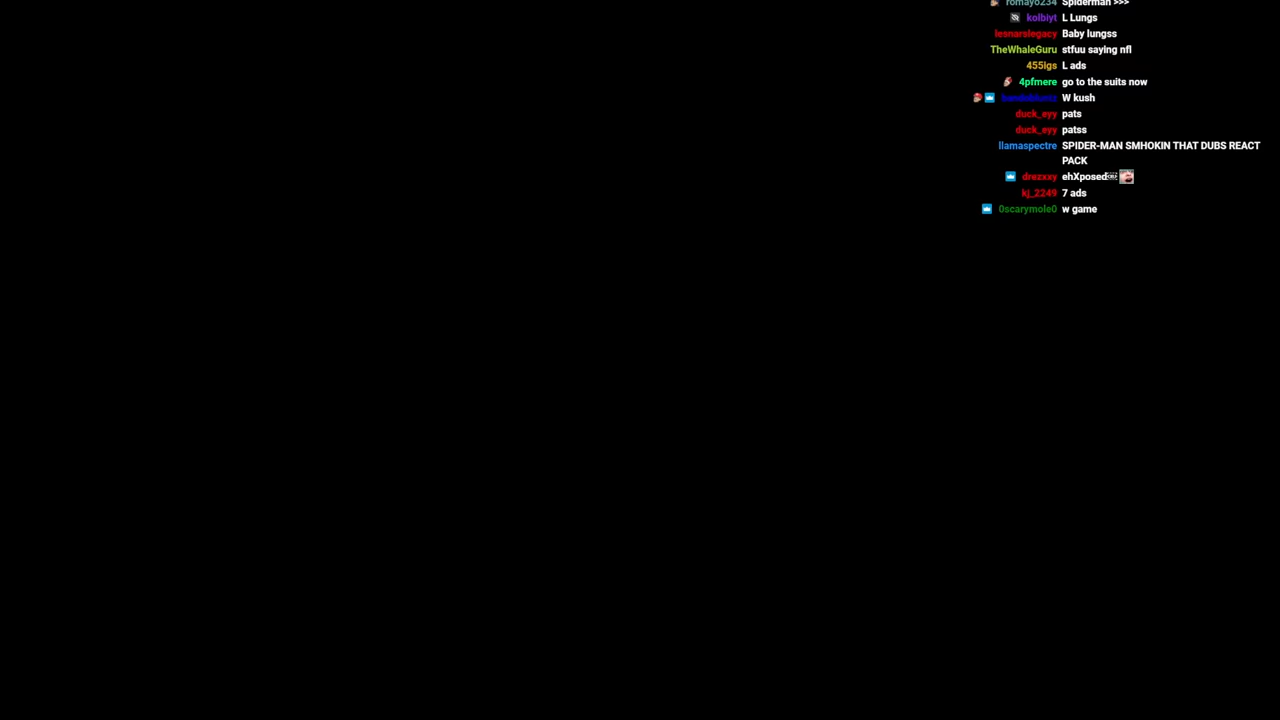 romayo234 Spiderman >>>
kolbiyt L Lungs
lesnarslegacy Baby lungss
TheWhaleGuru stfuu saying nfl
455igs L ads
4pfmere go to the suits now
W kush
duck_eyy pats
duck_eyy patss
llamaspectre SPIDER-MAN SMHOKIN THAT DUBS REACT
PACK
drezxxy ehXposed
kj_2249 7 ads
0scarymole0 w game